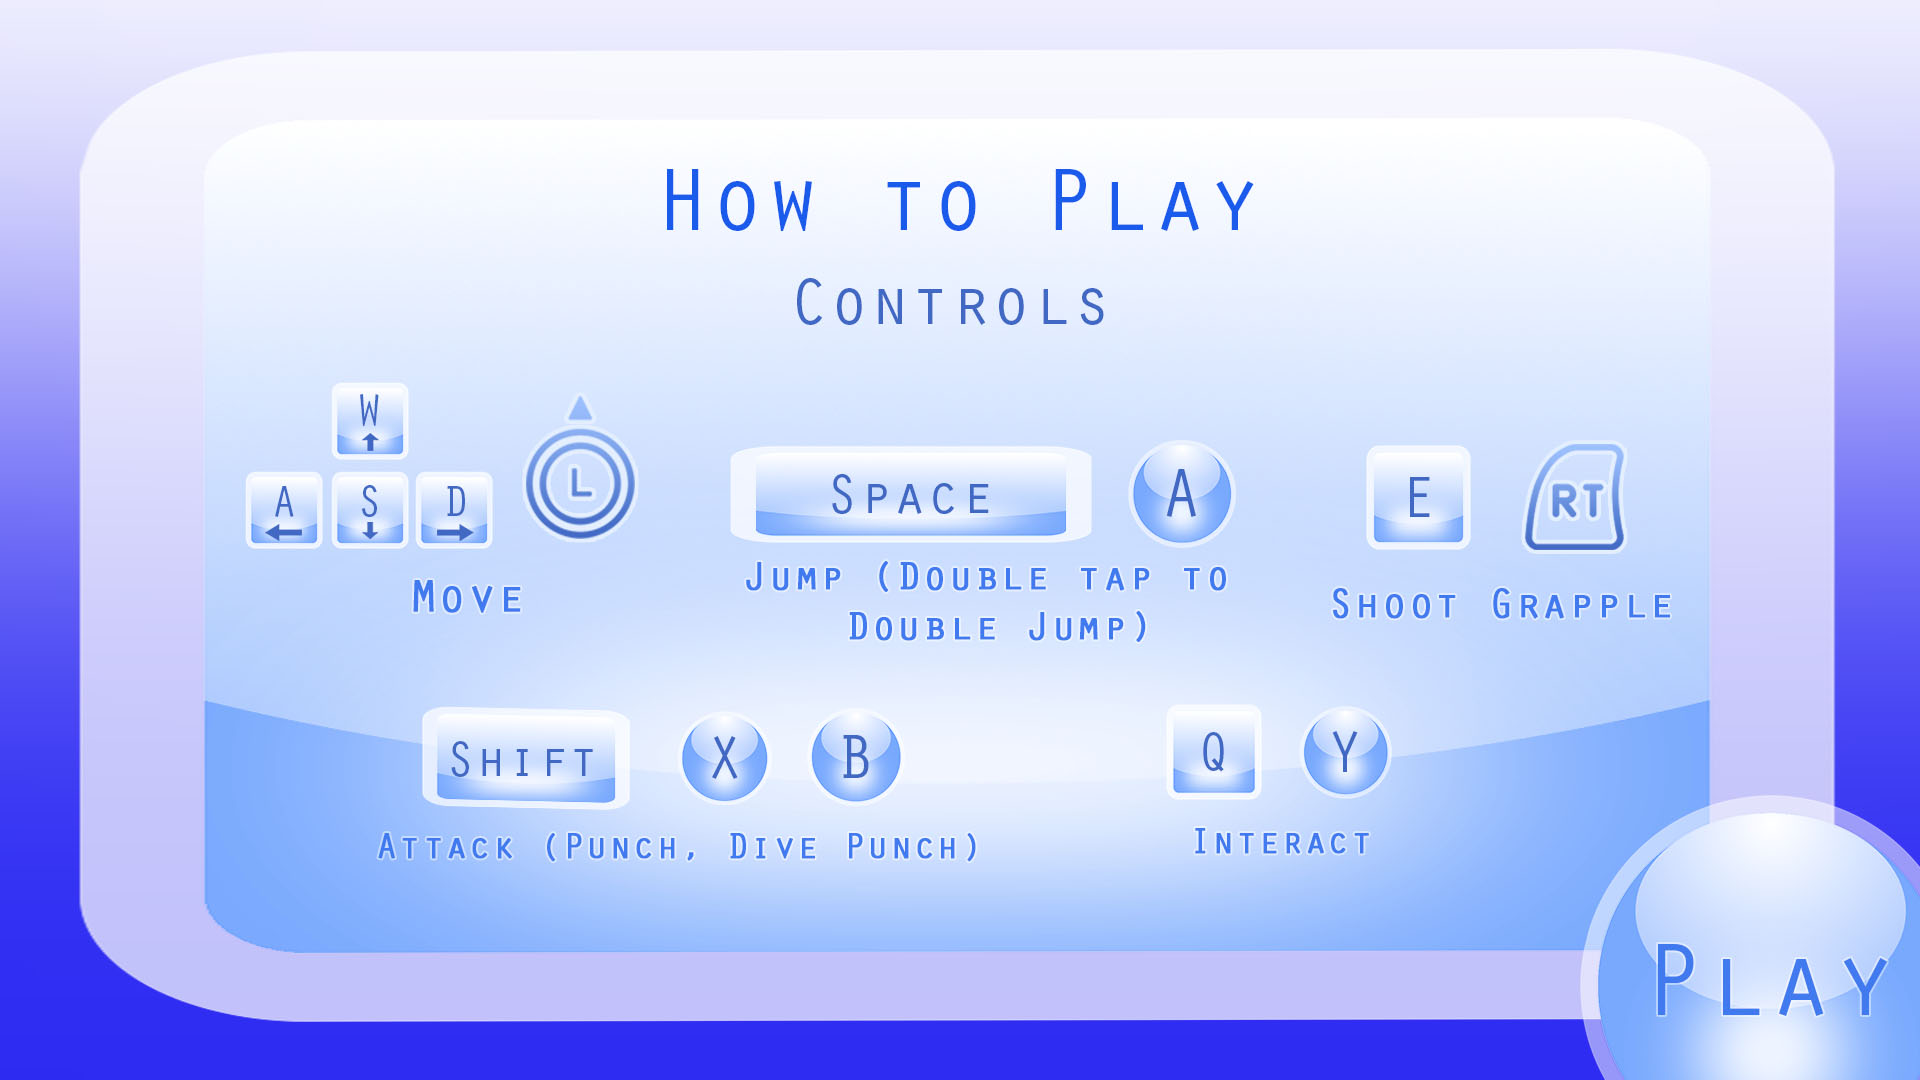 How to Play
Controls
W
A S D
L
Space
A
E
RT
Move
Jump (Double tap to
Double Jump)
Shoot Grapple
Shift
X
B
Q
Y
Attack (Punch, Dive Punch)
Interact
Play